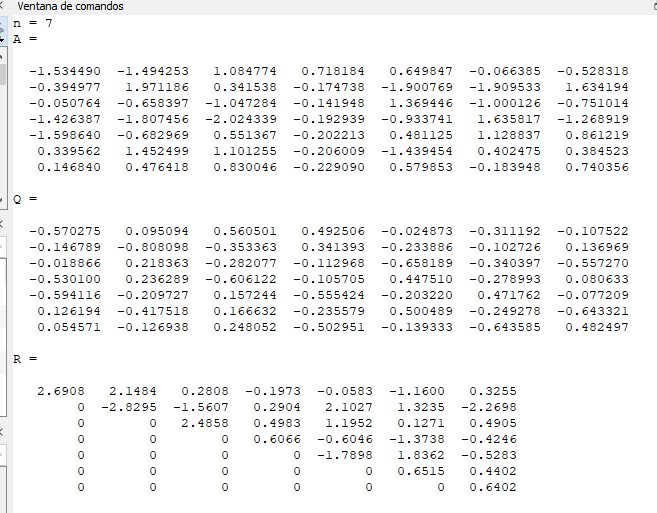 Ventana de comandos
n = 7
A =
-1.534490 -1.494253 1.084774 0.718184 0.649847 -0.066385 -0.528318
-0.394977 1.971186 0.341538 -0.174738 -1.900769 -1.909533 1.634194
-0.050764 -0.658397 -1.047284 -0.141948 1.369446 -1.000126 -0.751014
-1.426387 -1.807456 -2.024339 -0.192939 -0.933741 1.635817 -1.268919
-1.598640 -0.682969 0.551367 -0.202213 0.481125 1.128837 0.861219
0.339562 1.452499 1.101255 -0.206009 -1.439454 0.402475 0.384523
0.146840 0.476418 0.830046 -0.229090 0.579853 -0.183948 0.740356
Q =
-0.570275 0.095094 0.560501 0.492506 -0.024873 -0.311192 -0.107522
-0.146789 -0.808098 -0.353363 0.341393 -0.233886 -0.102726 0.136969
-0.018866 0.218363 -0.282077 -0.112968 -0.658189 -0.340397 -0.557270
-0.530100 0.236289 -0.606122 -0.105705 0.447510 -0.278993 0.080633
-0.594116 -0.209727 0.157244 -0.555424 -0.203220 0.471762 -0.077209
0.126194 -0.417518 0.166632 -0.235579 0.500489 -0.249278 -0.643321
0.054571 -0.126938 0.248052 -0.502951 -0.139333 -0.643585 0.482497
R =
2.6908 2.1484 0.2808 -0.1973 -0.0583 -1.1600 0.3255
0 -2.8295 -1.5607 0.2904 2.1027 1.3235 -2.2698
0 0 2.4858 0.4983 1.1952 0.1271 0.4905
0 0 0 0.6066 -0.6046 -1.3738 -0.4246
0 0 0 0 -1.7898 1.8362 -0.5283
0 0 0 0 0 0.6515 0.4402
0 0 0 0 0 0 0.6402